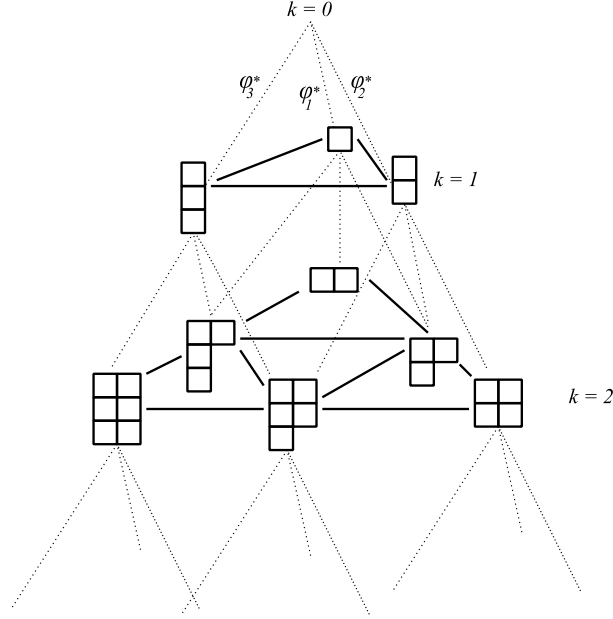 k = 0
φ₃* φ₁* φ₂*
k = 1
k = 2